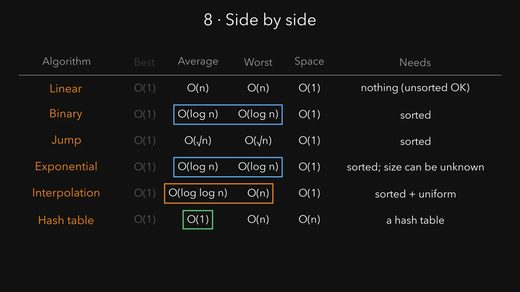 8 · Side by side
Algorithm Best Average Worst Space Needs
Linear O(1) O(n) O(n) O(1) nothing (unsorted OK)
Binary O(1) O(log n) O(log n) O(1) sorted
Jump O(1) O(√n) O(√n) O(1) sorted
Exponential O(1) O(log n) O(log n) O(1) sorted; size can be unknown
Interpolation O(1) O(log log n) O(n) O(1) sorted + uniform
Hash table O(1) O(1) O(n) O(n) a hash table